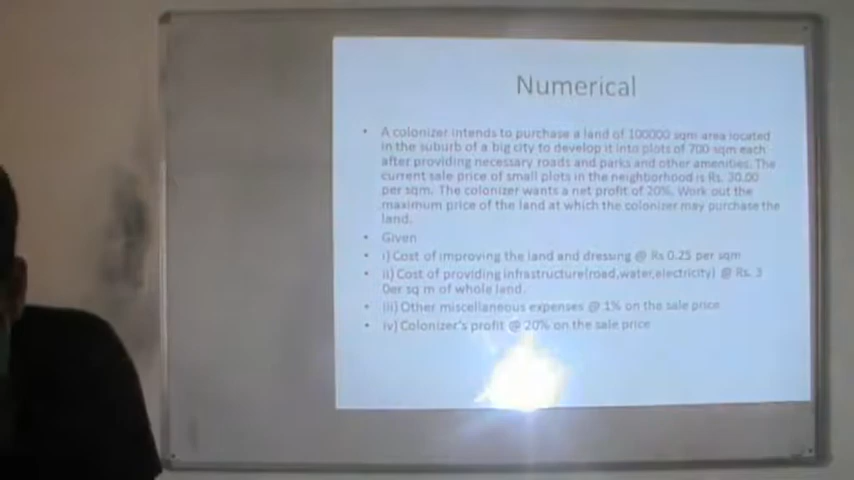 Numerical
• A colonizer intends to purchase a land of 100000 sqm area located
in the suburb of a big city to develop it into plots of 700 sqm each
after providing necessary roads and parks and other amenities. The
current sale price of small plots in the neighborhood is Rs. 30.00
per sqm. The colonizer wants a net profit of 20%. Work out the
maximum price of the land at which the colonizer may purchase the
land.
• Given
• i) Cost of improving the land and dressing @ Rs 0.25 per sqm
• ii) Cost of providing infrastructure(road,water,electricity) @ Rs. 3
0er sq m of whole land.
• iii) Other miscellaneous expenses @ 1% on the sale price
• iv) Colonizer's profit @ 20% on the sale price